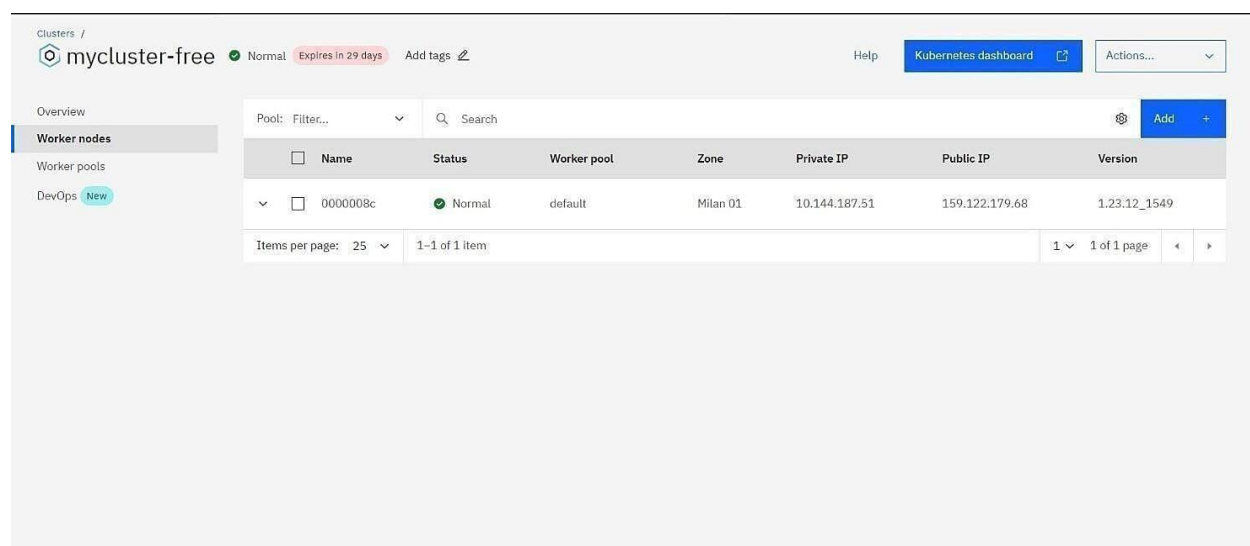 Clusters /
mycluster-free Normal Expires in 29 days Add tags Help Kubernetes dashboard Actions...
Overview
Worker nodes
Worker pools
DevOps New
Pool: Filter... Search Add +
Name Status Worker pool Zone Private IP Public IP Version
0000008c Normal default Milan 01 10.144.187.51 159.122.179.68 1.23.12_1549
Items per page: 25 1–1 of 1 item 1 1 of 1 page